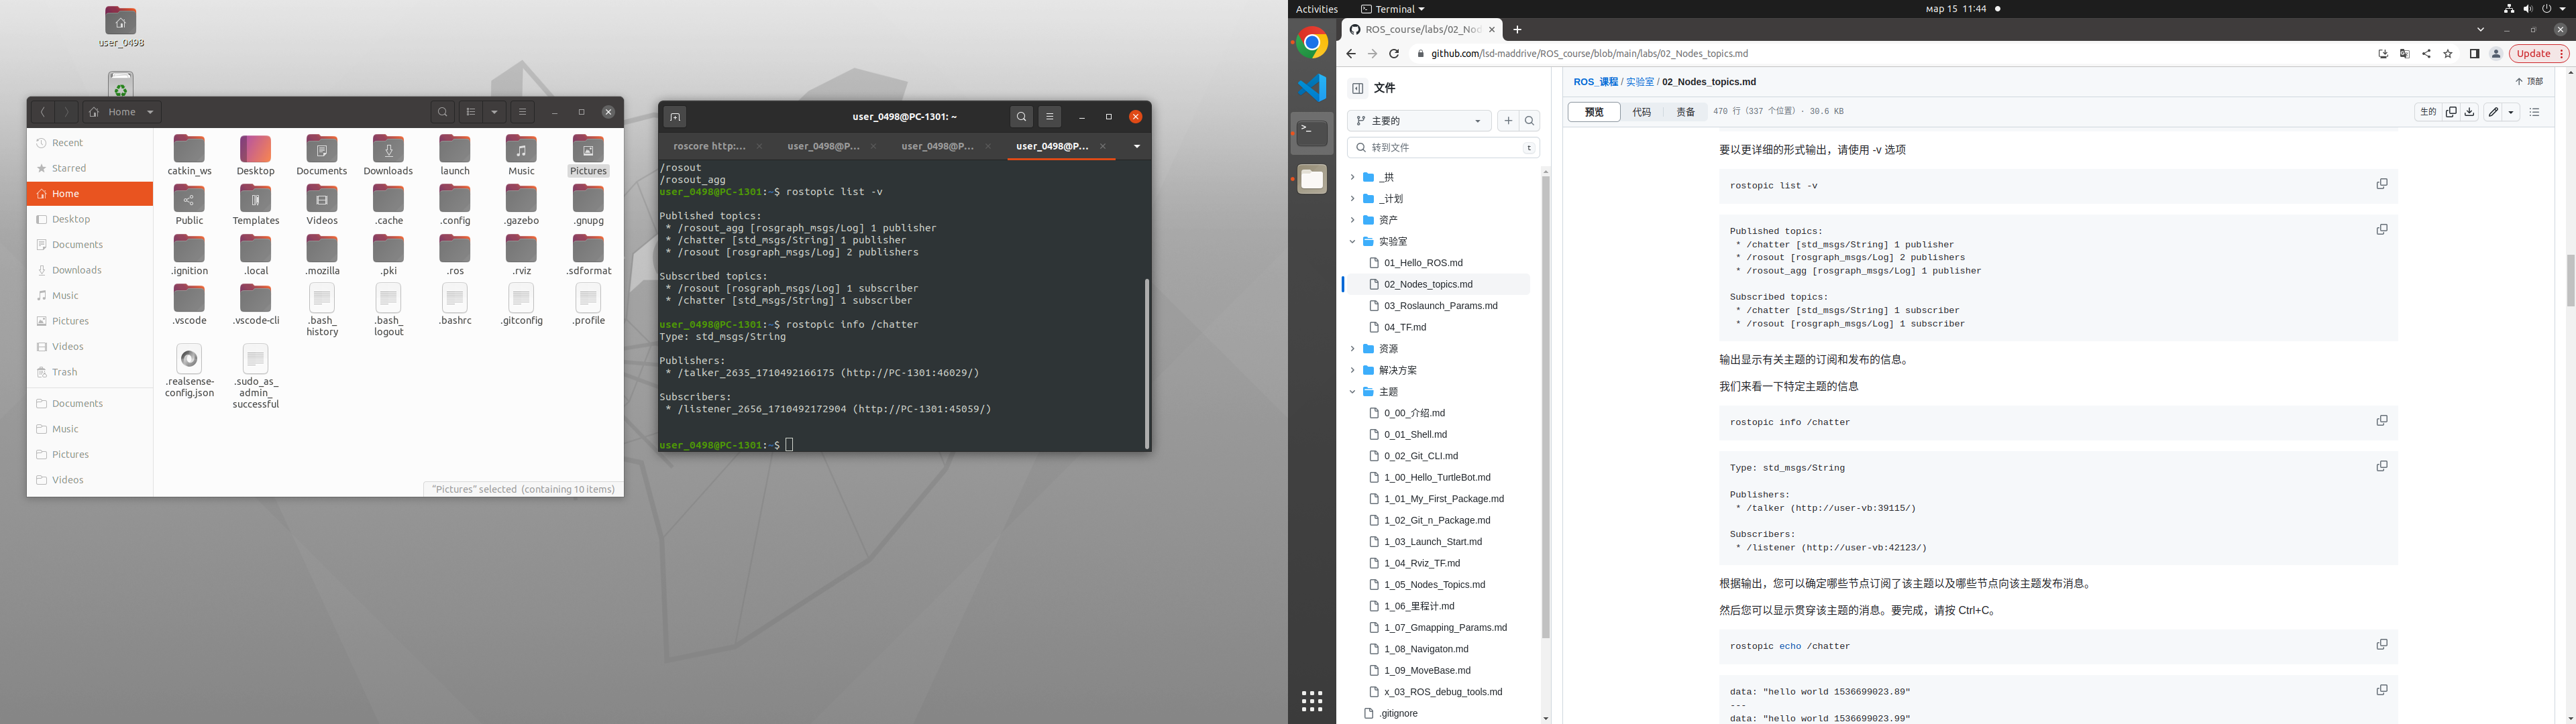 user_0498
Home
Recent
Starred
Home
Desktop
Documents
Downloads
Music
Pictures
Videos
Trash
Documents
Music
Pictures
Videos
catkin_ws
Desktop
Documents
Downloads
launch
Music
Pictures
Public
Templates
Videos
.cache
.config
.gazebo
.gnupg
.ignition
.local
.mozilla
.pki
.ros
.rviz
.sdformat
.vscode
.vscode-cli
.bash_
history
.bash_
logout
.bashrc
.gitconfig
.profile
.realsense-
config.json
.sudo_as_
admin_
successful
"Pictures" selected (containing 10 items)
user_0498@PC-1301: ~
roscore http:...
user_0498@P...
user_0498@P...
user_0498@P...
/rosout
/rosout_agg
user_0498@PC-1301:~$ rostopic list -v
Published topics:
* /rosout_agg [rosgraph_msgs/Log] 1 publisher
* /chatter [std_msgs/String] 1 publisher
* /rosout [rosgraph_msgs/Log] 2 publishers
Subscribed topics:
* /rosout [rosgraph_msgs/Log] 1 subscriber
* /chatter [std_msgs/String] 1 subscriber
user_0498@PC-1301:~$ rostopic info /chatter
Type: std_msgs/String
Publishers:
* /talker_2635_1710492166175 (http://PC-1301:46029/)
Subscribers:
* /listener_2656_1710492172904 (http://PC-1301:45059/)
user_0498@PC-1301:~$
Activities
Terminal
мар 15 11:44
ROS_course/labs/02_Nod
github.com/lsd-maddrive/ROS_course/blob/main/labs/02_Nodes_topics.md
Update
文件
主要的
转到文件
t
_拱
_计划
资产
实验室
01_Hello_ROS.md
02_Nodes_topics.md
03_Roslaunch_Params.md
04_TF.md
资源
解决方案
主题
0_00_介绍.md
0_01_Shell.md
0_02_Git_CLI.md
1_00_Hello_TurtleBot.md
1_01_My_First_Package.md
1_02_Git_n_Package.md
1_03_Launch_Start.md
1_04_Rviz_TF.md
1_05_Nodes_Topics.md
1_06_里程计.md
1_07_Gmapping_Params.md
1_08_Navigaton.md
1_09_MoveBase.md
x_03_ROS_debug_tools.md
.gitignore
ROS_课程 / 实验室 / 02_Nodes_topics.md
顶部
预览
代码
责备
470 行（337 个位置）· 30.6 KB
生的
要以更详细的形式输出，请使用 -v 选项
rostopic list -v
Published topics:
* /chatter [std_msgs/String] 1 publisher
* /rosout [rosgraph_msgs/Log] 2 publishers
* /rosout_agg [rosgraph_msgs/Log] 1 publisher
Subscribed topics:
* /chatter [std_msgs/String] 1 subscriber
* /rosout [rosgraph_msgs/Log] 1 subscriber
输出显示有关主题的订阅和发布的信息。
我们来看一下特定主题的信息
rostopic info /chatter
Type: std_msgs/String
Publishers:
* /talker (http://user-vb:39115/)
Subscribers:
* /listener (http://user-vb:42123/)
根据输出，您可以确定哪些节点订阅了该主题以及哪些节点向该主题发布消息。
然后您可以显示贯穿该主题的消息。要完成，请按 Ctrl+C。
rostopic echo /chatter
data: "hello world 1536699023.89"
---
data: "hello world 1536699023.99"